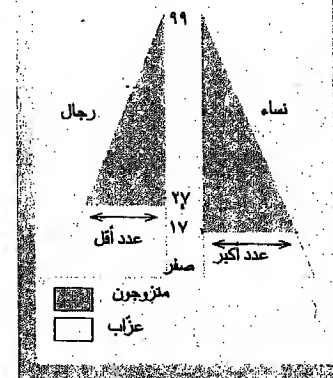 ٩٩
نساء
رجال
٢٧
١٧
عدد أقل
عدد أكبر
صفر
متزوجون
عزّاب